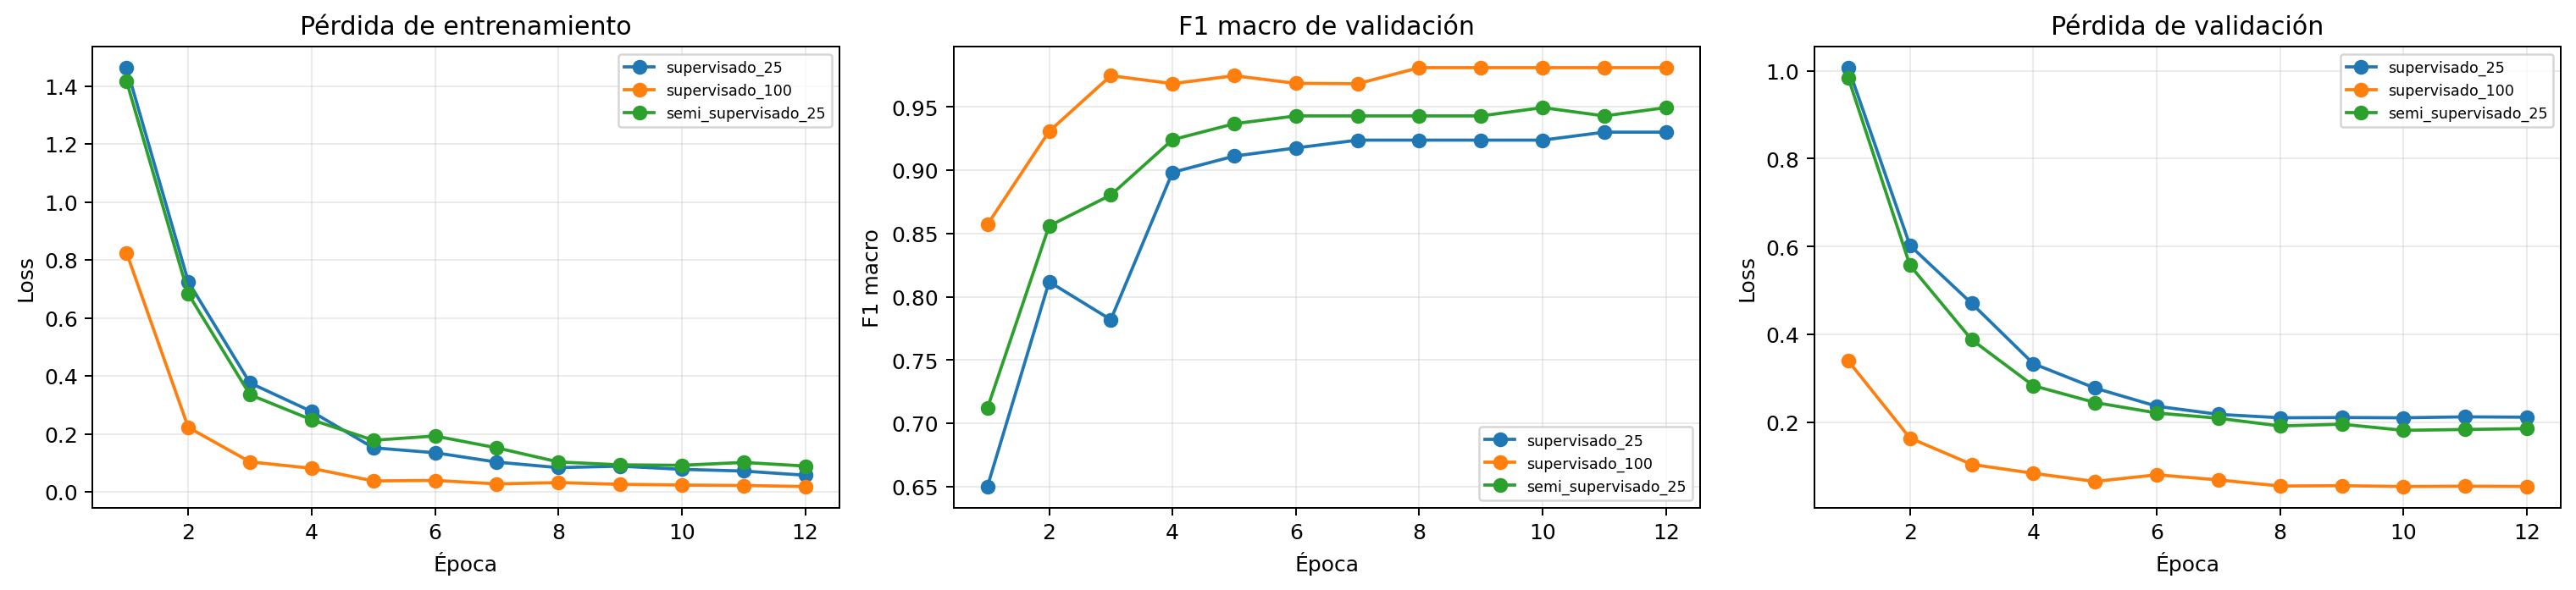 Pérdida de entrenamiento
Loss
1.4
1.2
1.0
0.8
0.6
0.4
0.2
0.0
supervisado_25
supervisado_100
semi_supervisado_25
2 4 6 8 10 12
Época
F1 macro de validación
F1 macro
0.95
0.90
0.85
0.80
0.75
0.70
0.65
supervisado_25
supervisado_100
semi_supervisado_25
2 4 6 8 10 12
Época
Pérdida de validación
Loss
1.0
0.8
0.6
0.4
0.2
supervisado_25
supervisado_100
semi_supervisado_25
2 4 6 8 10 12
Época